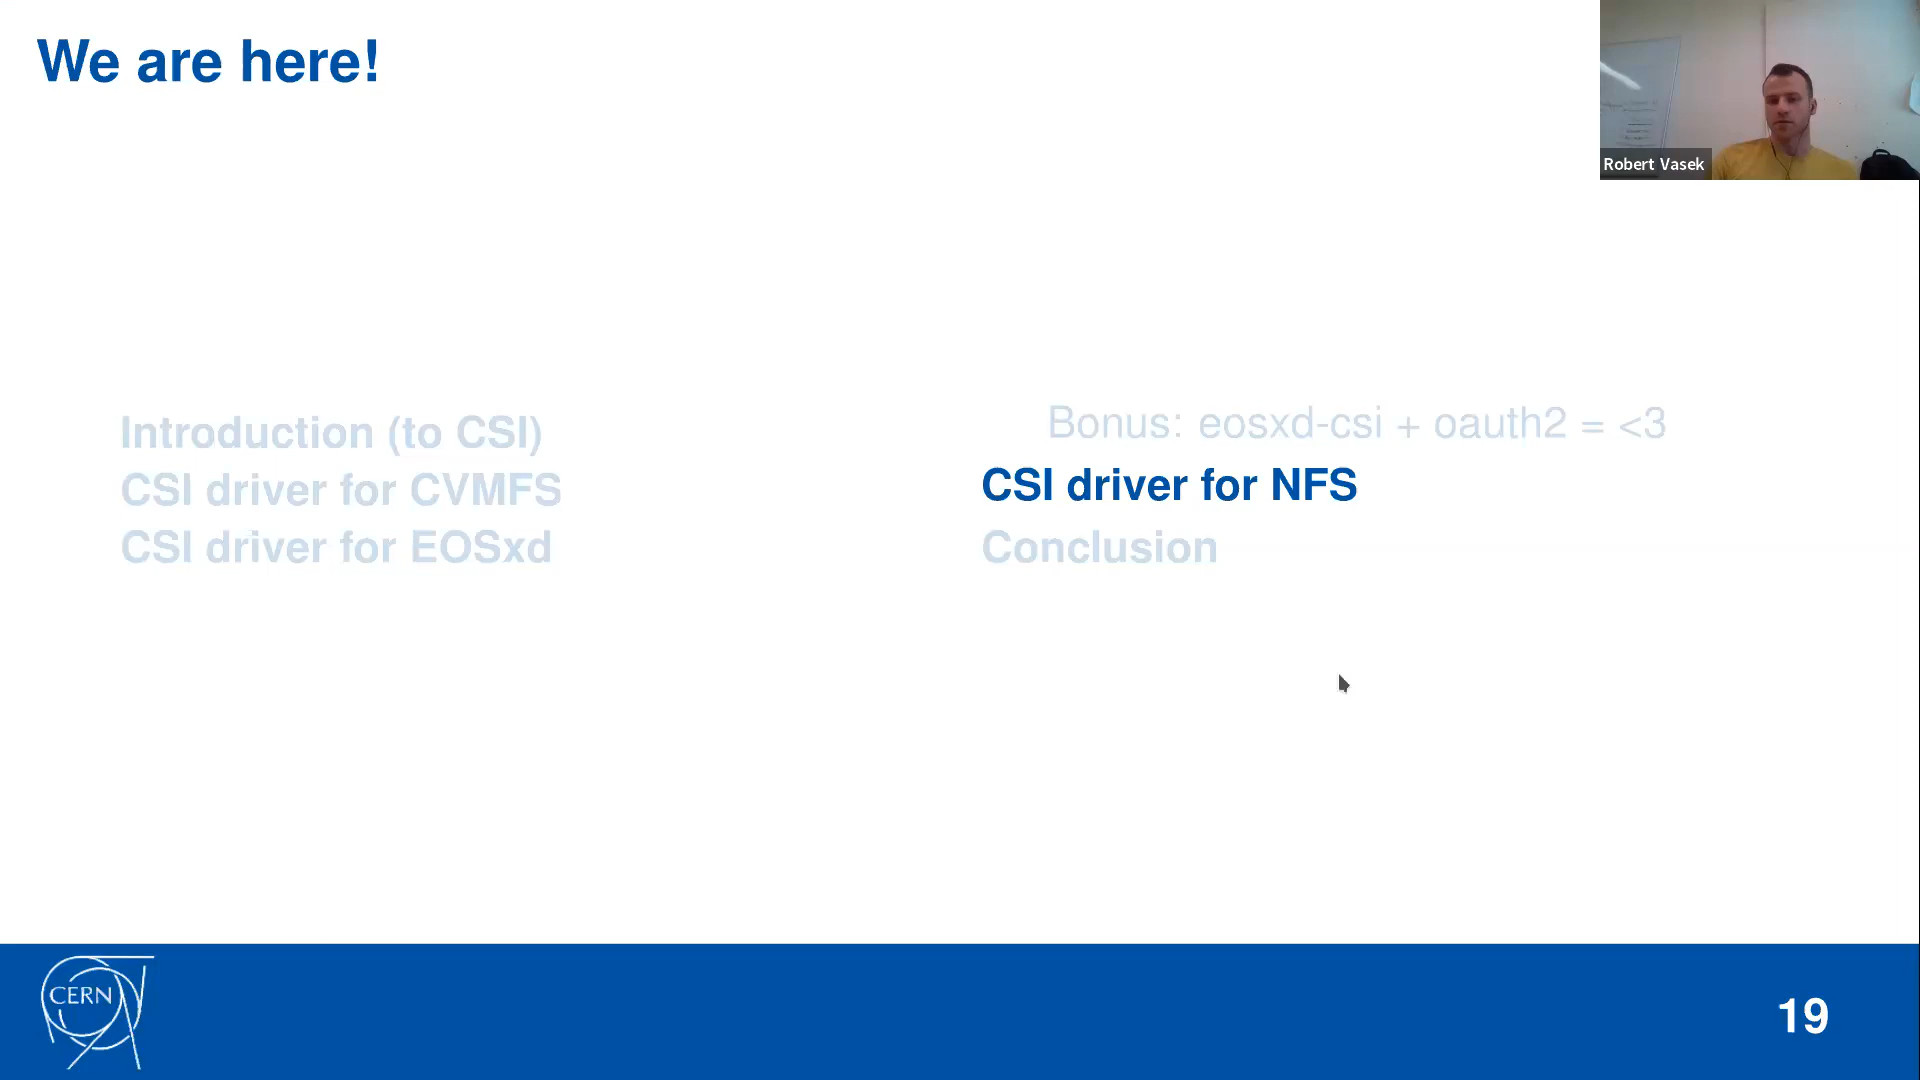 We are here!
Robert Vasek
Introduction (to CSI)
CSI driver for CVMFS
CSI driver for EOSxd
Bonus: eosxd-csi + oauth2 = <3
CSI driver for NFS
Conclusion
CERN
19